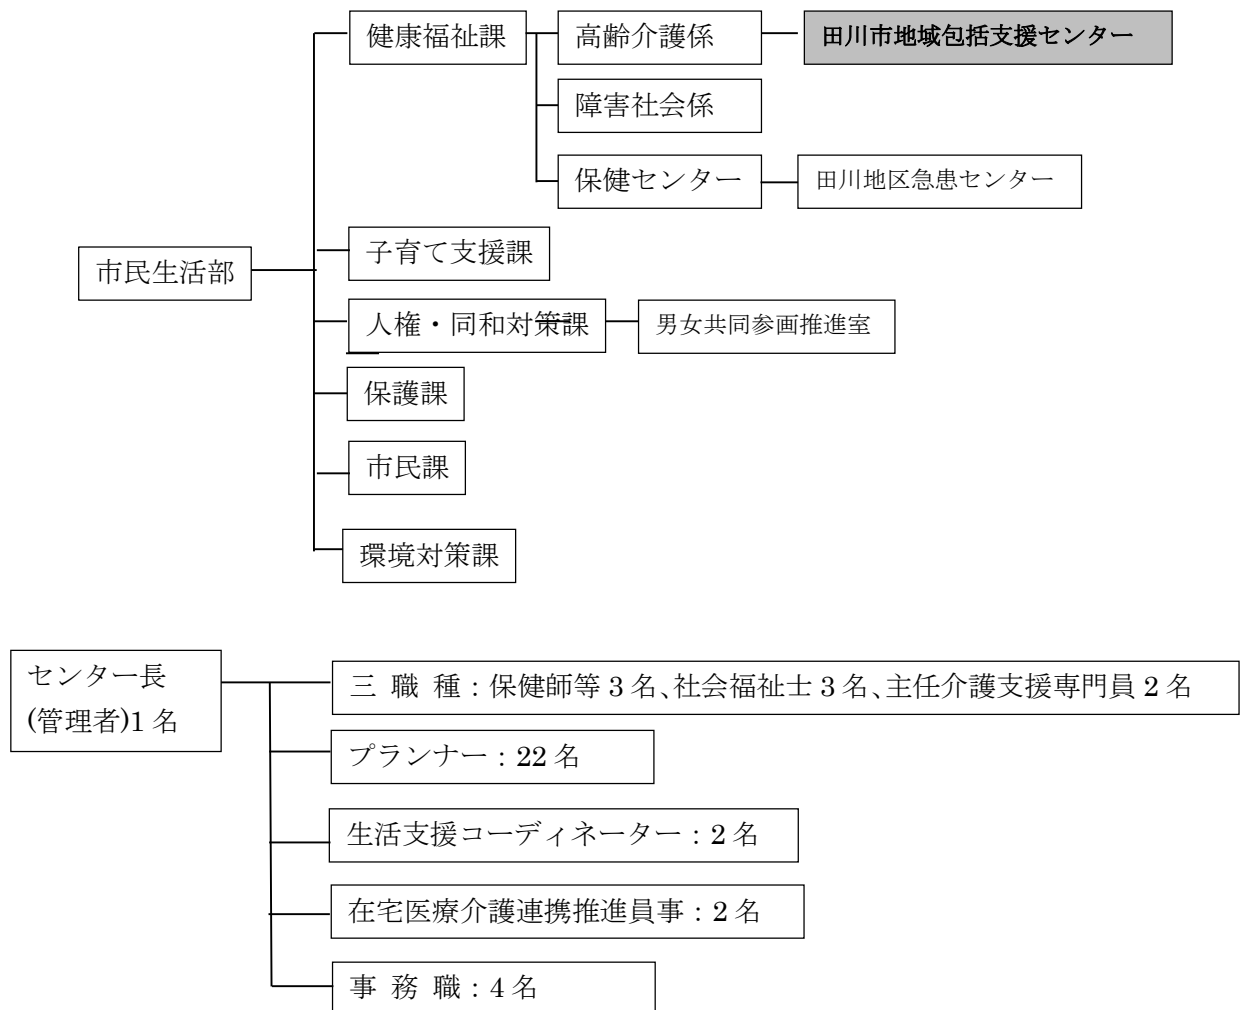 健康福祉課
高齢介護係
田川市地域包括支援センター
障害社会係
保健センター
田川地区急患センター
子育て支援課
市民生活部
人権・同和対策課
男女共同参画推進室
保護課
市民課
環境対策課
センター長
(管理者)1 名
三 職 種：保健師等 3 名、社会福祉士 3 名、主任介護支援専門員 2 名
プランナー：22 名
生活支援コーディネーター：2 名
在宅医療介護連携推進員事：2 名
事 務 職：4 名